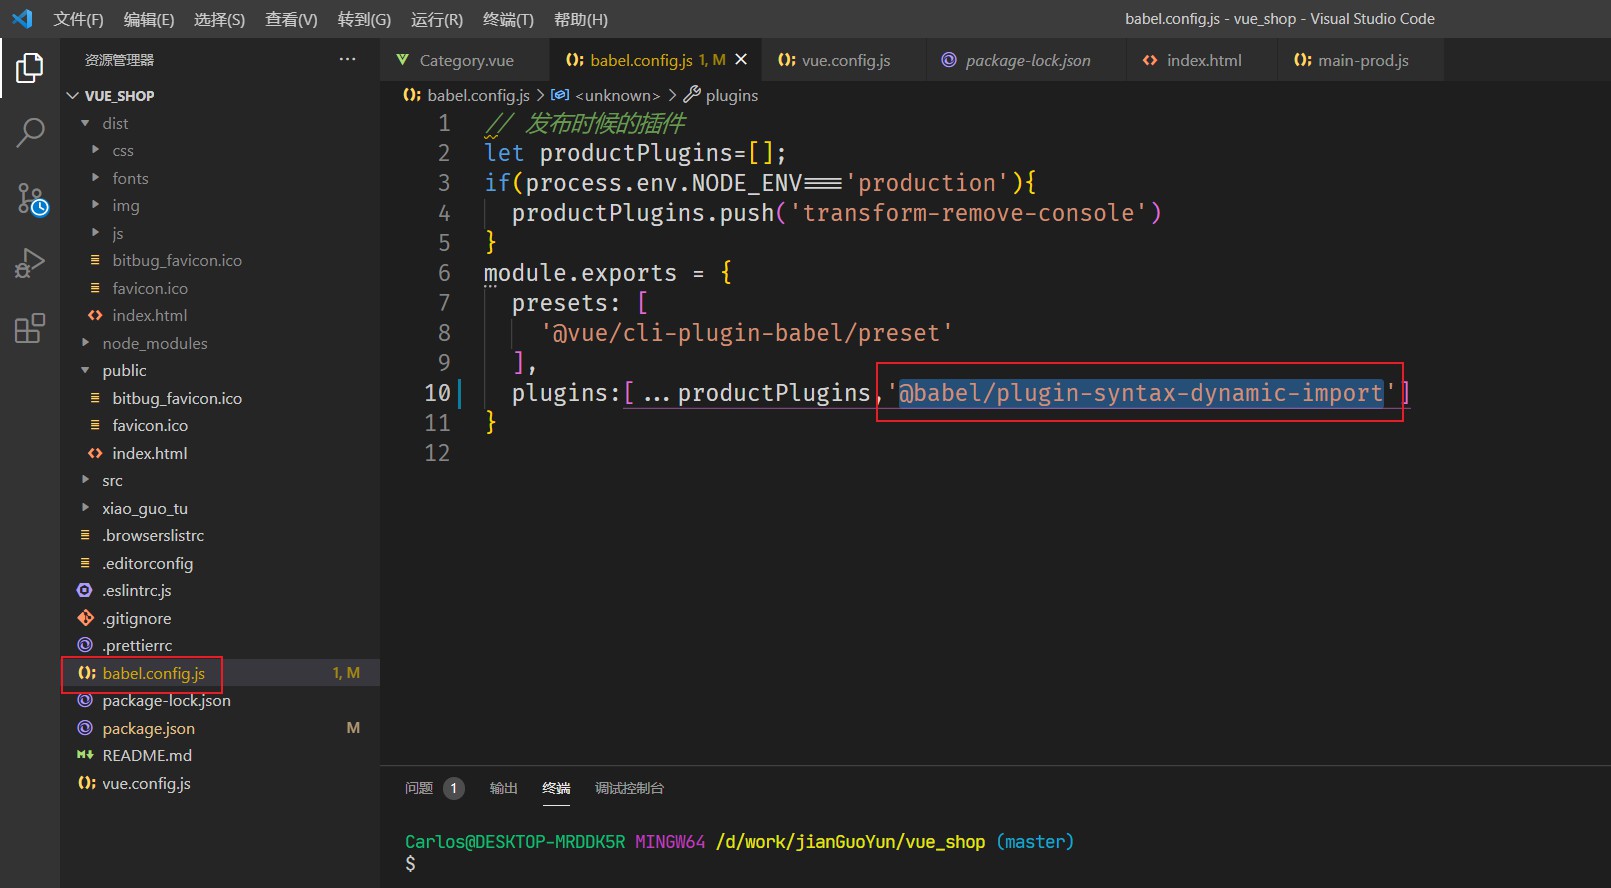 文件(F) 编辑(E) 选择(S) 查看(V) 转到(G) 运行(R) 终端(T) 帮助(H) babel.config.js - vue_shop - Visual Studio Code
资源管理器 ···
Category.vue babel.config.js 1, M vue.config.js package-lock.json index.html main-prod.js
babel.config.js > <unknown> > plugins
VUE_SHOP
dist
css
fonts
img
js
bitbug_favicon.ico
favicon.ico
index.html
node_modules
public
bitbug_favicon.ico
favicon.ico
index.html
src
xiao_guo_tu
.browserslistrc
.editorconfig
.eslintrc.js
.gitignore
.prettierrc
babel.config.js 1, M
package-lock.json
package.json M
README.md
vue.config.js
1 // 发布时候的插件
2 let productPlugins=[];
3 if(process.env.NODE_ENV==='production'){
4 productPlugins.push('transform-remove-console')
5 }
6 module.exports = {
7 presets: [
8 '@vue/cli-plugin-babel/preset'
9 ],
10 plugins:[...productPlugins,'@babel/plugin-syntax-dynamic-import']
11 }
12
问题 1 输出 终端 调试控制台
Carlos@DESKTOP-MRDDK5R MINGW64 /d/work/jianGuoYun/vue_shop (master)
$